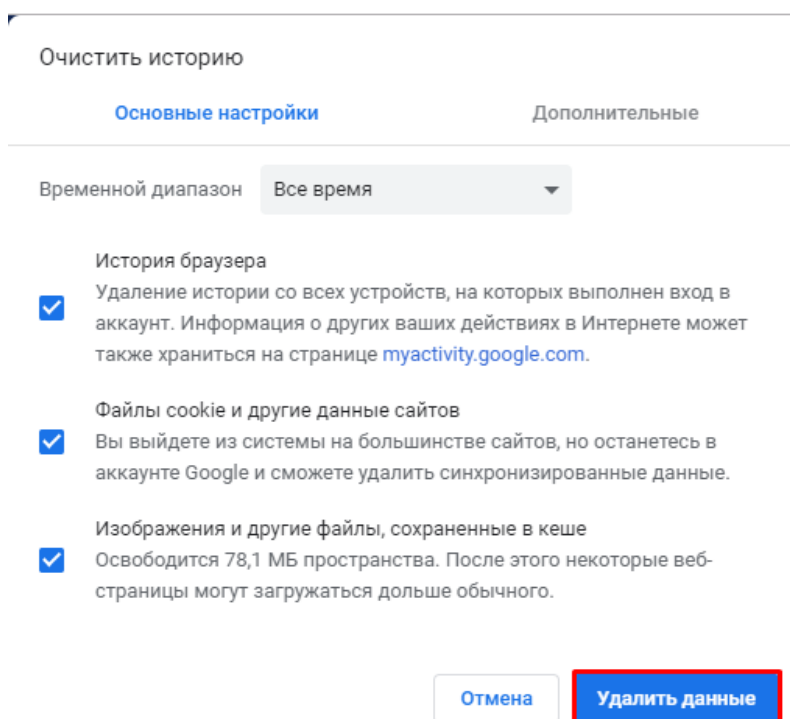 Очистить историю
Основные настройки
Дополнительные
Временной диапазон
Все время
История браузера
Удаление истории со всех устройств, на которых выполнен вход в
аккаунт. Информация о других ваших действиях в Интернете может
также храниться на странице myactivity.google.com.
Файлы cookie и другие данные сайтов
Вы выйдете из системы на большинстве сайтов, но останетесь в
аккаунте Google и сможете удалить синхронизированные данные.
Изображения и другие файлы, сохраненные в кеше
Освободится 78,1 МБ пространства. После этого некоторые веб-
страницы могут загружаться дольше обычного.
Отмена
Удалить данные